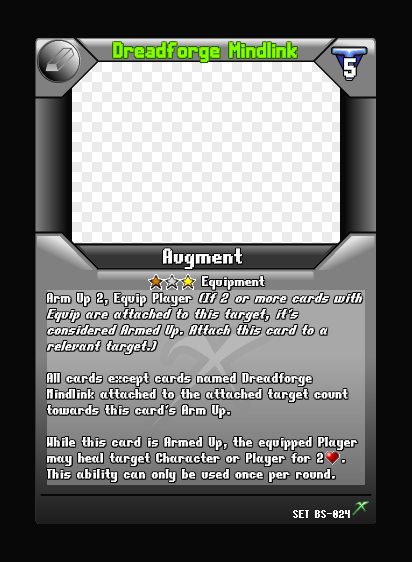 Dreadforge Mindlink
5
Augment
Equipment
Arm Up 2, Equip Player (If 2 or more cards with
Equip are attached to this target, it's
considered Armed Up. Attach this card to a
relevant target.)
All cards except cards named Dreadforge
Mindlink attached to the attached target count
towards this card's Arm Up.
While this card is Armed Up, the equipped Player
may heal target Character or Player for 2❤.
This ability can only be used once per round.
SET BS-024